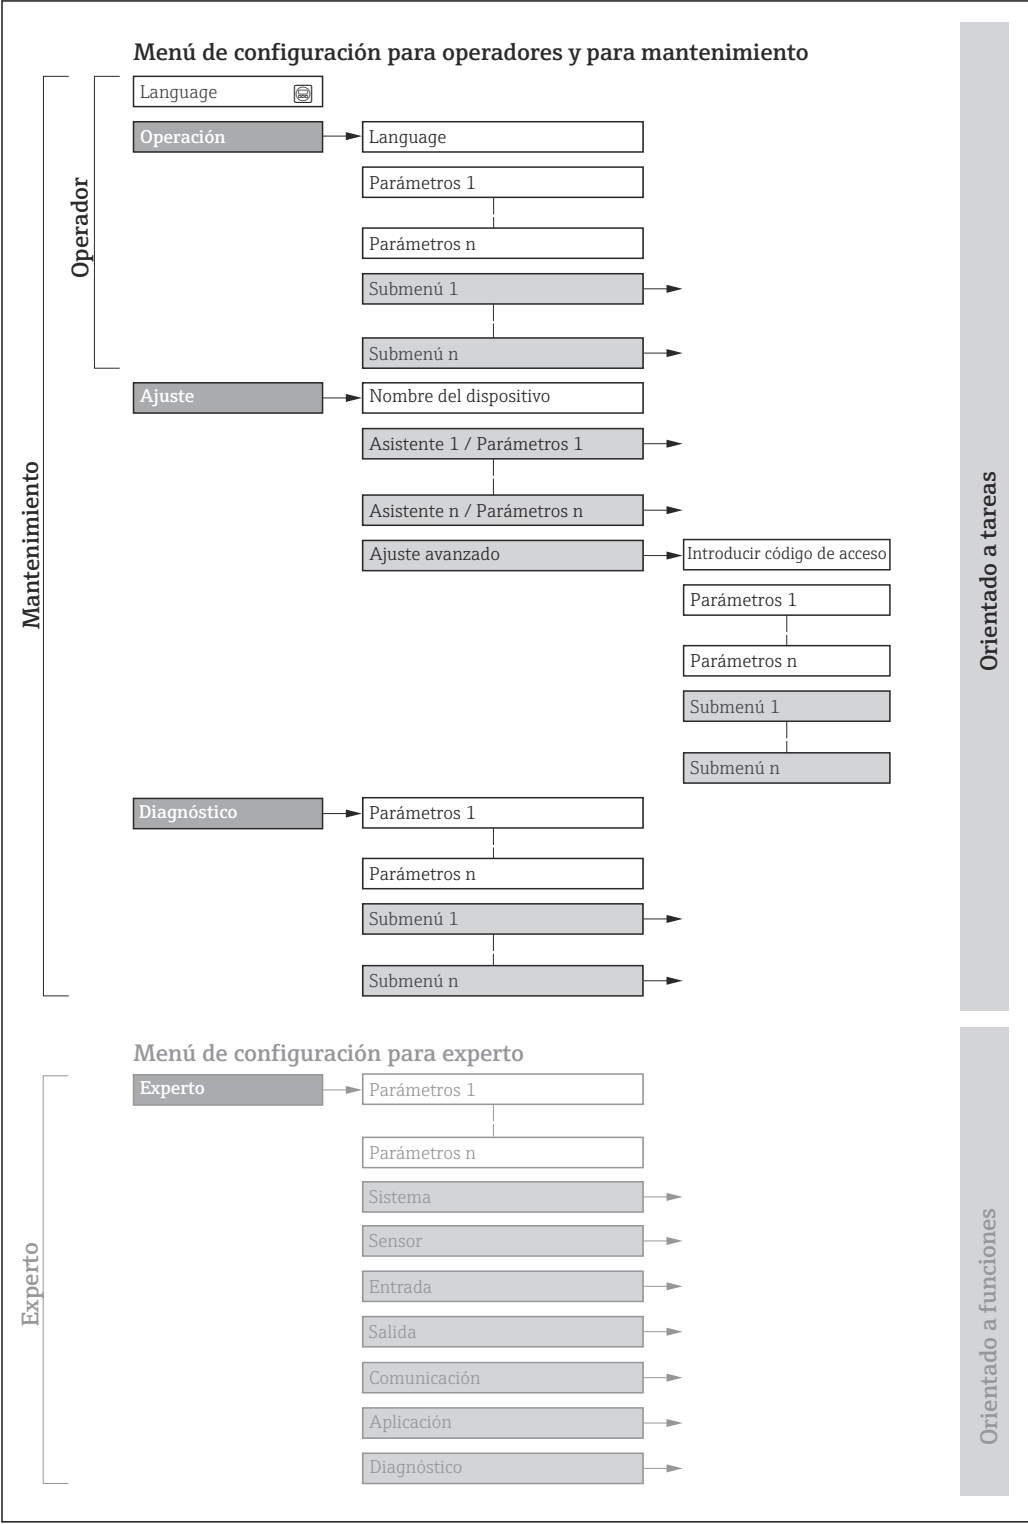 Menú de configuración para operadores y para mantenimiento
Mantenimiento
Operador
Language
Operación
Language
Parámetros 1
Parámetros n
Submenú 1
Submenú n
Ajuste
Nombre del dispositivo
Asistente 1 / Parámetros 1
Asistente n / Parámetros n
Ajuste avanzado
Introducir código de acceso
Parámetros 1
Parámetros n
Submenú 1
Submenú n
Diagnóstico
Parámetros 1
Parámetros n
Submenú 1
Submenú n
Orientado a tareas
Menú de configuración para experto
Experto
Experto
Parámetros 1
Parámetros n
Sistema
Sensor
Entrada
Salida
Comunicación
Aplicación
Diagnóstico
Orientado a funciones